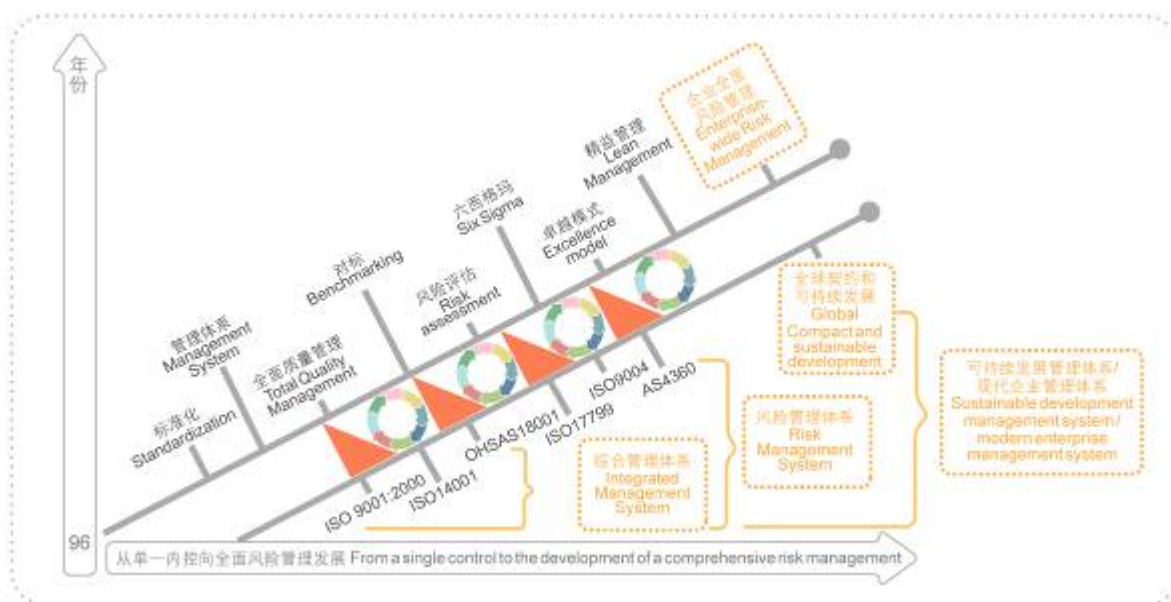 年
份
企业全面
风险管理
Enterprise-
wide Risk
Management
精益管理
Lean
Management
六西格玛
Six Sigma
卓越模式
Excellence
model
对标
Benchmarking
风险评估
Risk
assessment
管理体系
Management
System
全面质量管理
Total Quality
Management
标准化
Standardization
ISO 9001:2000
ISO14001
OHSAS18001
ISO17799
ISO9004
AS4360
全球契约和
可持续发展
Global
Compact and
sustainable
development
可持续发展管理体系/
现代企业管理体系
Sustainable development
management system /
modern enterprise
management system
风险管理体系
Risk
Management
System
综合管理体系
Integrated
Management
System
96
从单一内控向全面风险管理发展 From a single control to the development of a comprehensive risk management